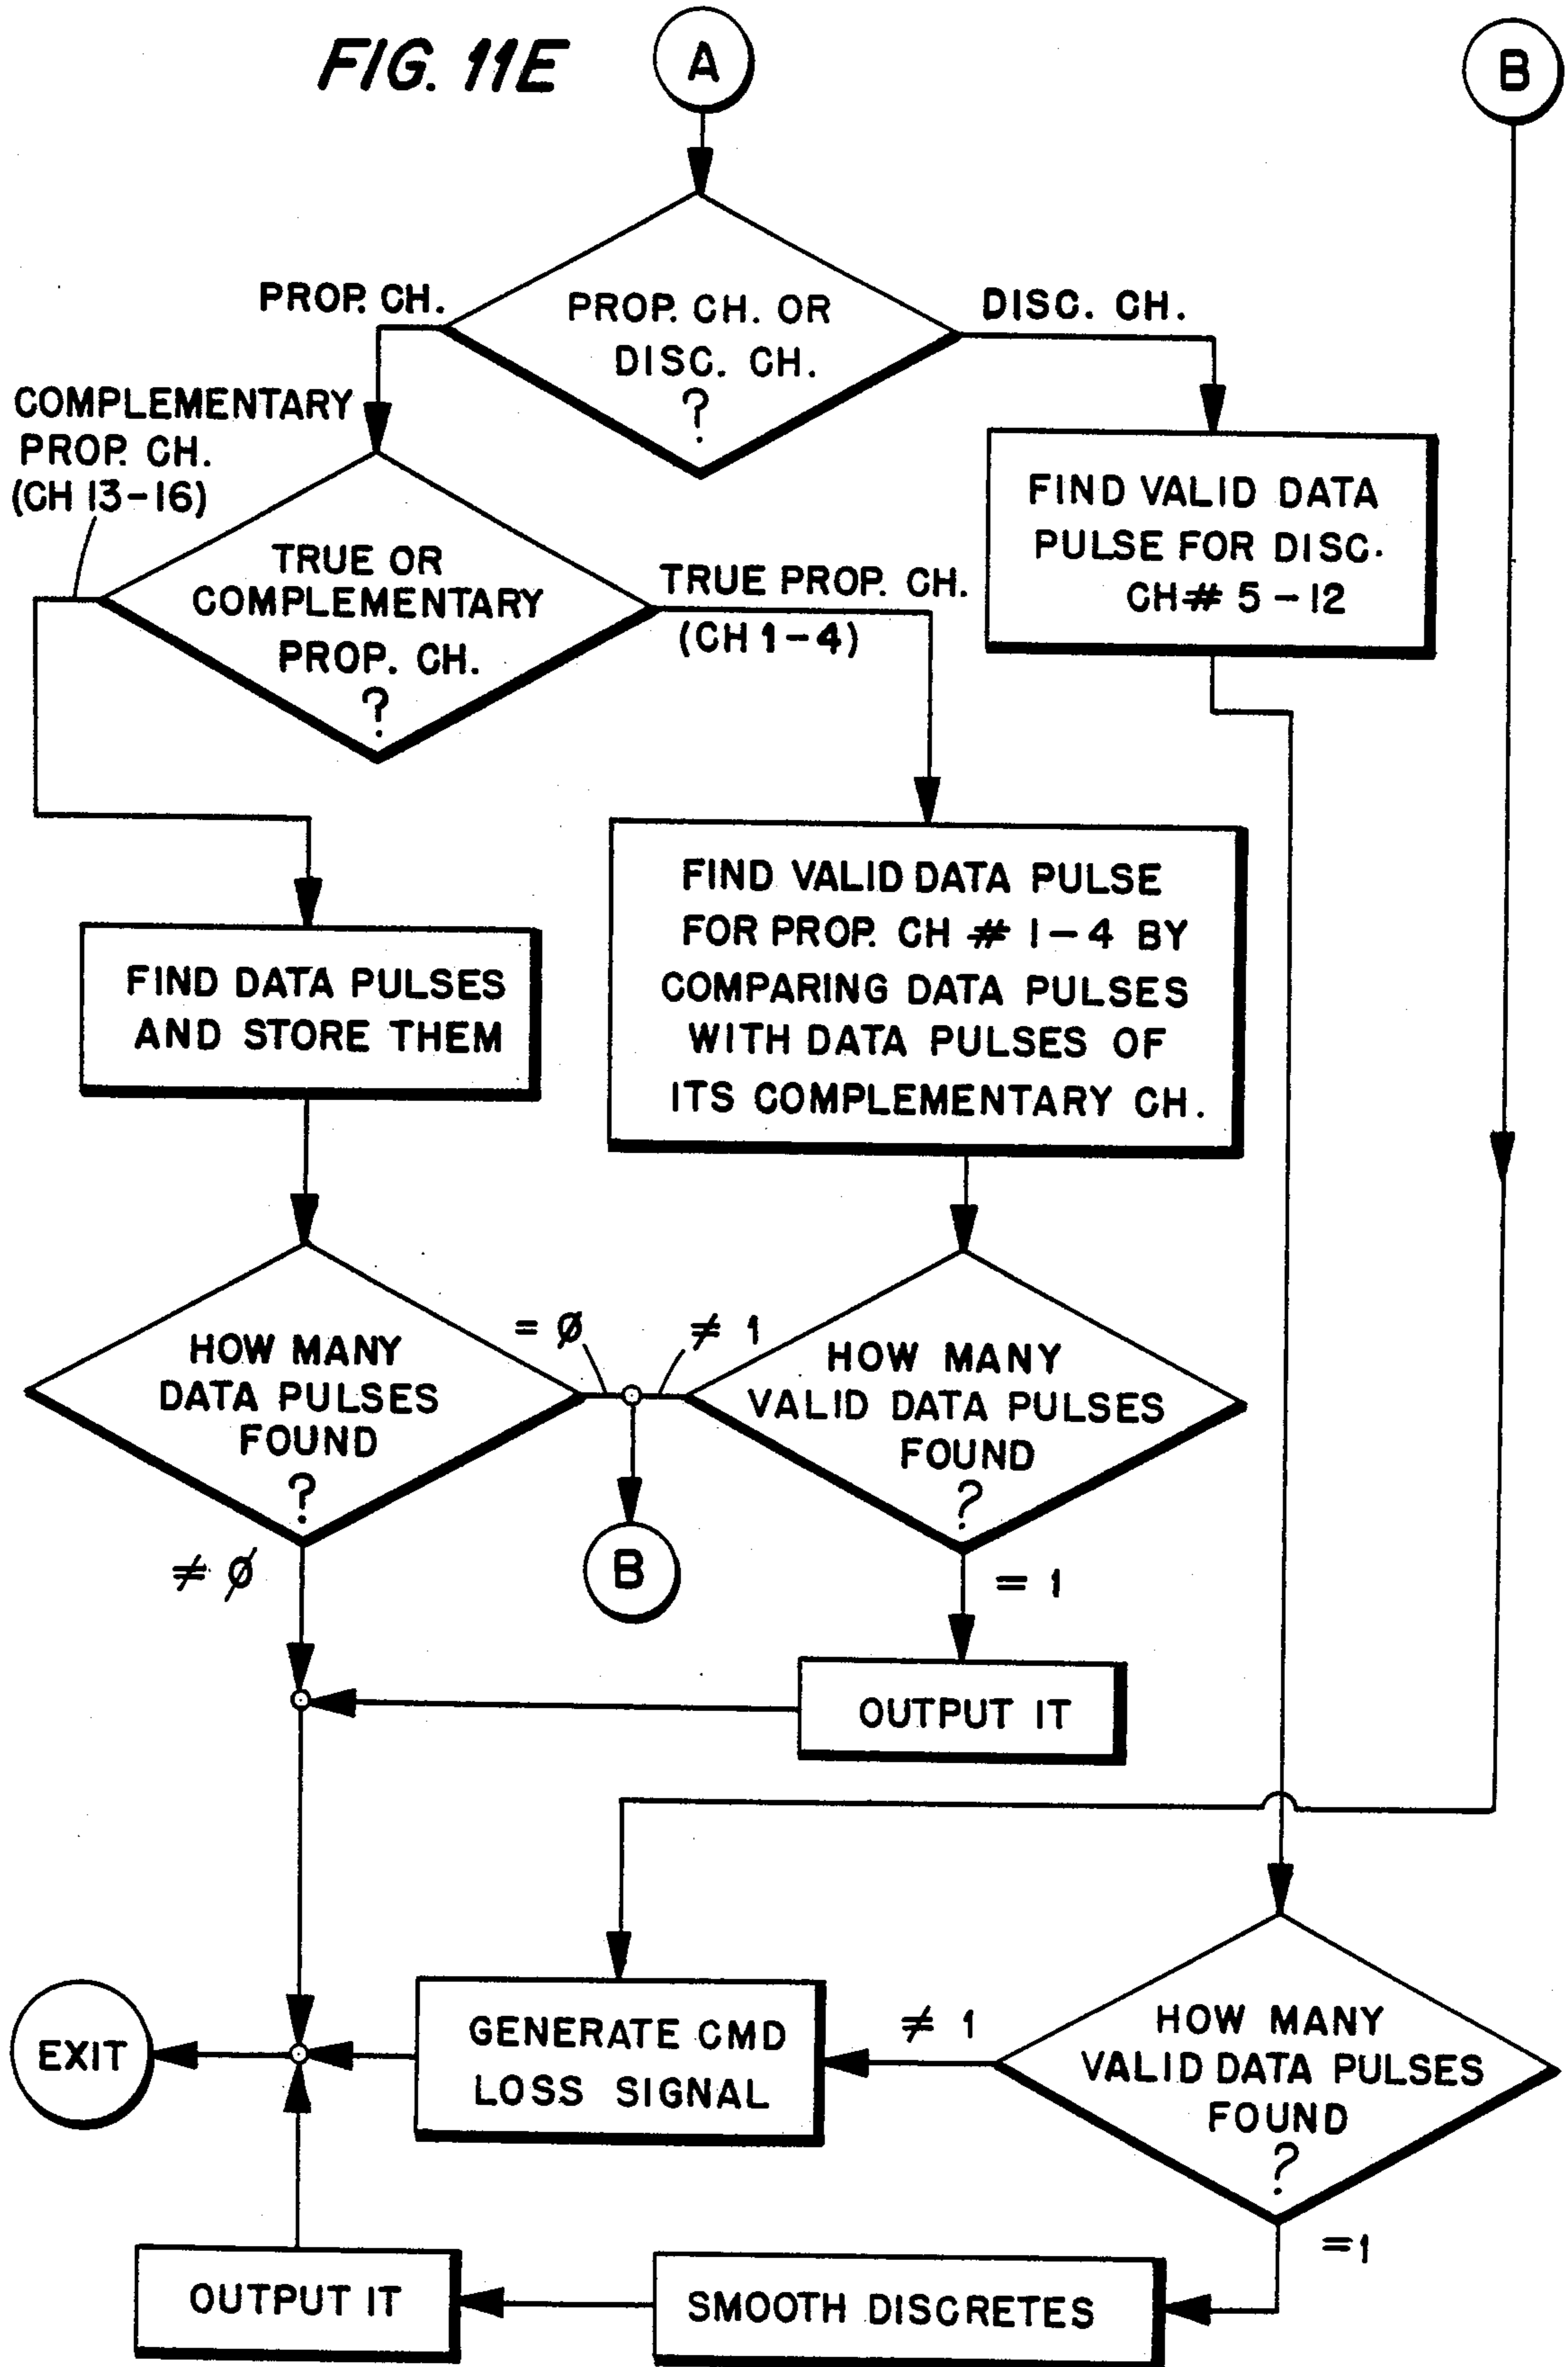 FIG. 11E
A
B
PROP. CH.
PROP. CH. OR
DISC. CH.
?
DISC. CH.
COMPLEMENTARY
PROP. CH.
(CH 13-16)
TRUE OR
COMPLEMENTARY
PROP. CH.
?
TRUE PROP. CH.
(CH 1-4)
FIND VALID DATA
PULSE FOR DISC.
CH# 5-12
FIND DATA PULSES
AND STORE THEM
FIND VALID DATA PULSE
FOR PROP. CH # 1-4 BY
COMPARING DATA PULSES
WITH DATA PULSES OF
ITS COMPLEMENTARY CH.
HOW MANY
DATA PULSES
FOUND
?
= Ø
≠ 1
HOW MANY
VALID DATA PULSES
FOUND
?
≠ Ø
B
= 1
OUTPUT IT
EXIT
GENERATE CMD
LOSS SIGNAL
≠ 1
HOW MANY
VALID DATA PULSES
FOUND
?
=1
OUTPUT IT
SMOOTH DISCRETES